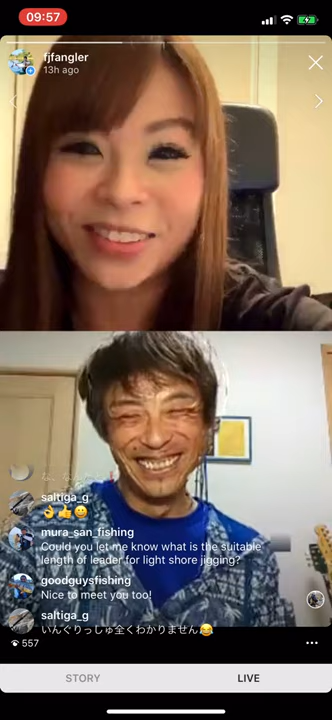 09:57
fjfangler
13h ago
saltiga_g
👌👍😀
mura_san_fishing
Could you let me know what is the suitable
length of leader for light shore jigging?
goodguysfishing
Nice to meet you too!
saltiga_g
いんぐりっしゅ全くわかりません😂
557
STORY LIVE